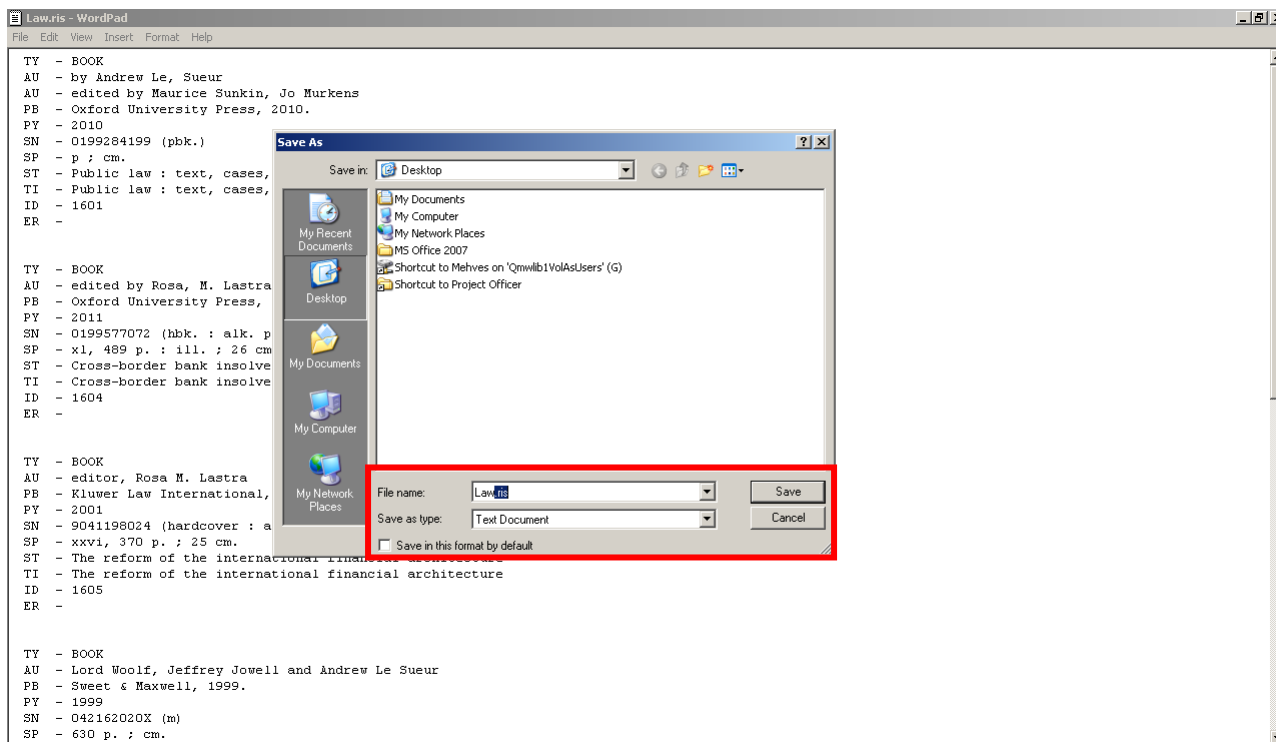 Law.ris - WordPad
File Edit View Insert Format Help
TY - BOOK
AU - by Andrew Le, Sueur
AU - edited by Maurice Sunkin, Jo Murkens
PB - Oxford University Press, 2010.
PY - 2010
SN - 0199284199 (pbk.)
SP - p ; cm.
ST - Public law : text, cases,
TI - Public law : text, cases,
ID - 1601
ER -
TY - BOOK
AU - edited by Rosa, M. Lastra
PB - Oxford University Press,
PY - 2011
SN - 0199577072 (hbk. : alk. p
SP - xl, 489 p. : ill. ; 26 cm
ST - Cross-border bank insolve
TI - Cross-border bank insolve
ID - 1604
ER -
TY - BOOK
AU - editor, Rosa M. Lastra
PB - Kluwer Law International,
PY - 2001
SN - 9041198024 (hardcover : a
SP - xxvi, 370 p. ; 25 cm.
ST - The reform of the international financial architecture
TI - The reform of the international financial architecture
ID - 1605
ER -
TY - BOOK
AU - Lord Woolf, Jeffrey Jowell and Andrew Le Sueur
PB - Sweet & Maxwell, 1999.
PY - 1999
SN - 042162020X (m)
SP - 630 p. ; cm.
Save As
Save in: Desktop
My Recent
Documents
Desktop
My Documents
My Computer
My Network
Places
My Documents
My Computer
My Network Places
MS Office 2007
Shortcut to Mehves on 'Qmwlib1VolAsUsers' (G)
Shortcut to Project Officer
File name: Law.ris Save
Save as type: Text Document Cancel
Save in this format by default